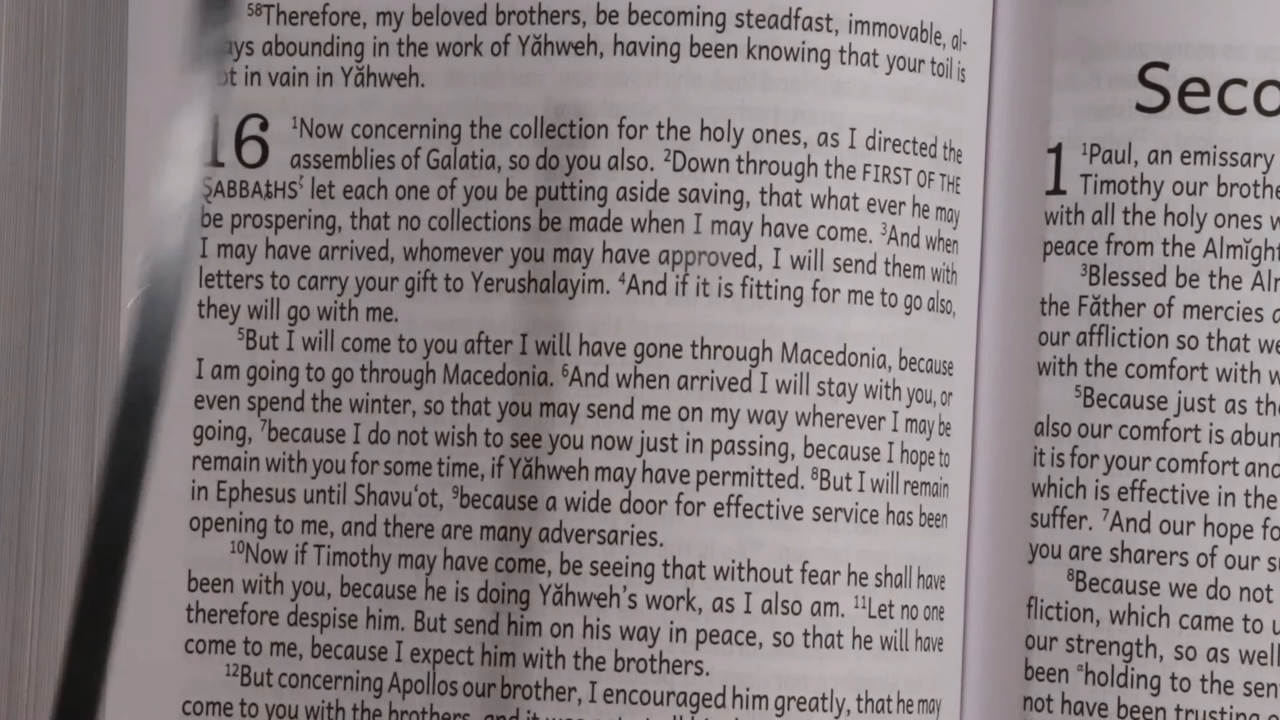 58Therefore, my beloved brothers, be becoming steadfast, immovable, al-
ays abounding in the work of Yăhweh, having been knowing that your toil is
ot in vain in Yăhweh.
16 1Now concerning the collection for the holy ones, as I directed the
assemblies of Galatia, so do you also. 2Down through the FIRST OF THE
SABBATHS let each one of you be putting aside saving, that what ever he may
be prospering, that no collections be made when I may have come. 3And when
I may have arrived, whomever you may have approved, I will send them with
letters to carry your gift to Yerushalayim. 4And if it is fitting for me to go also,
they will go with me.
5But I will come to you after I will have gone through Macedonia, because
I am going to go through Macedonia. 6And when arrived I will stay with you, or
even spend the winter, so that you may send me on my way wherever I may be
going, 7because I do not wish to see you now just in passing, because I hope to
remain with you for some time, if Yăhweh may have permitted. 8But I will remain
in Ephesus until Shavu‘ot, 9because a wide door for effective service has been
opening to me, and there are many adversaries.
10Now if Timothy may have come, be seeing that without fear he shall have
been with you, because he is doing Yăhweh's work, as I also am. 11Let no one
therefore despise him. But send him on his way in peace, so that he will have
come to me, because I expect him with the brothers.
12But concerning Apollos our brother, I encouraged him greatly, that he may
come to you with the brothers, and it was
Seco
1 1Paul, an emissary
Timothy our brothe
with all the holy ones w
peace from the Almĭght
3Blessed be the Alm
the Făther of mercies a
our affliction so that we
with the comfort with w
5Because just as the
also our comfort is abun
it is for your comfort and
which is effective in the
suffer. 7And our hope fo
you are sharers of our su
8Because we do not
fliction, which came to u
our strength, so as well
been "holding to the sen
not have been trusting